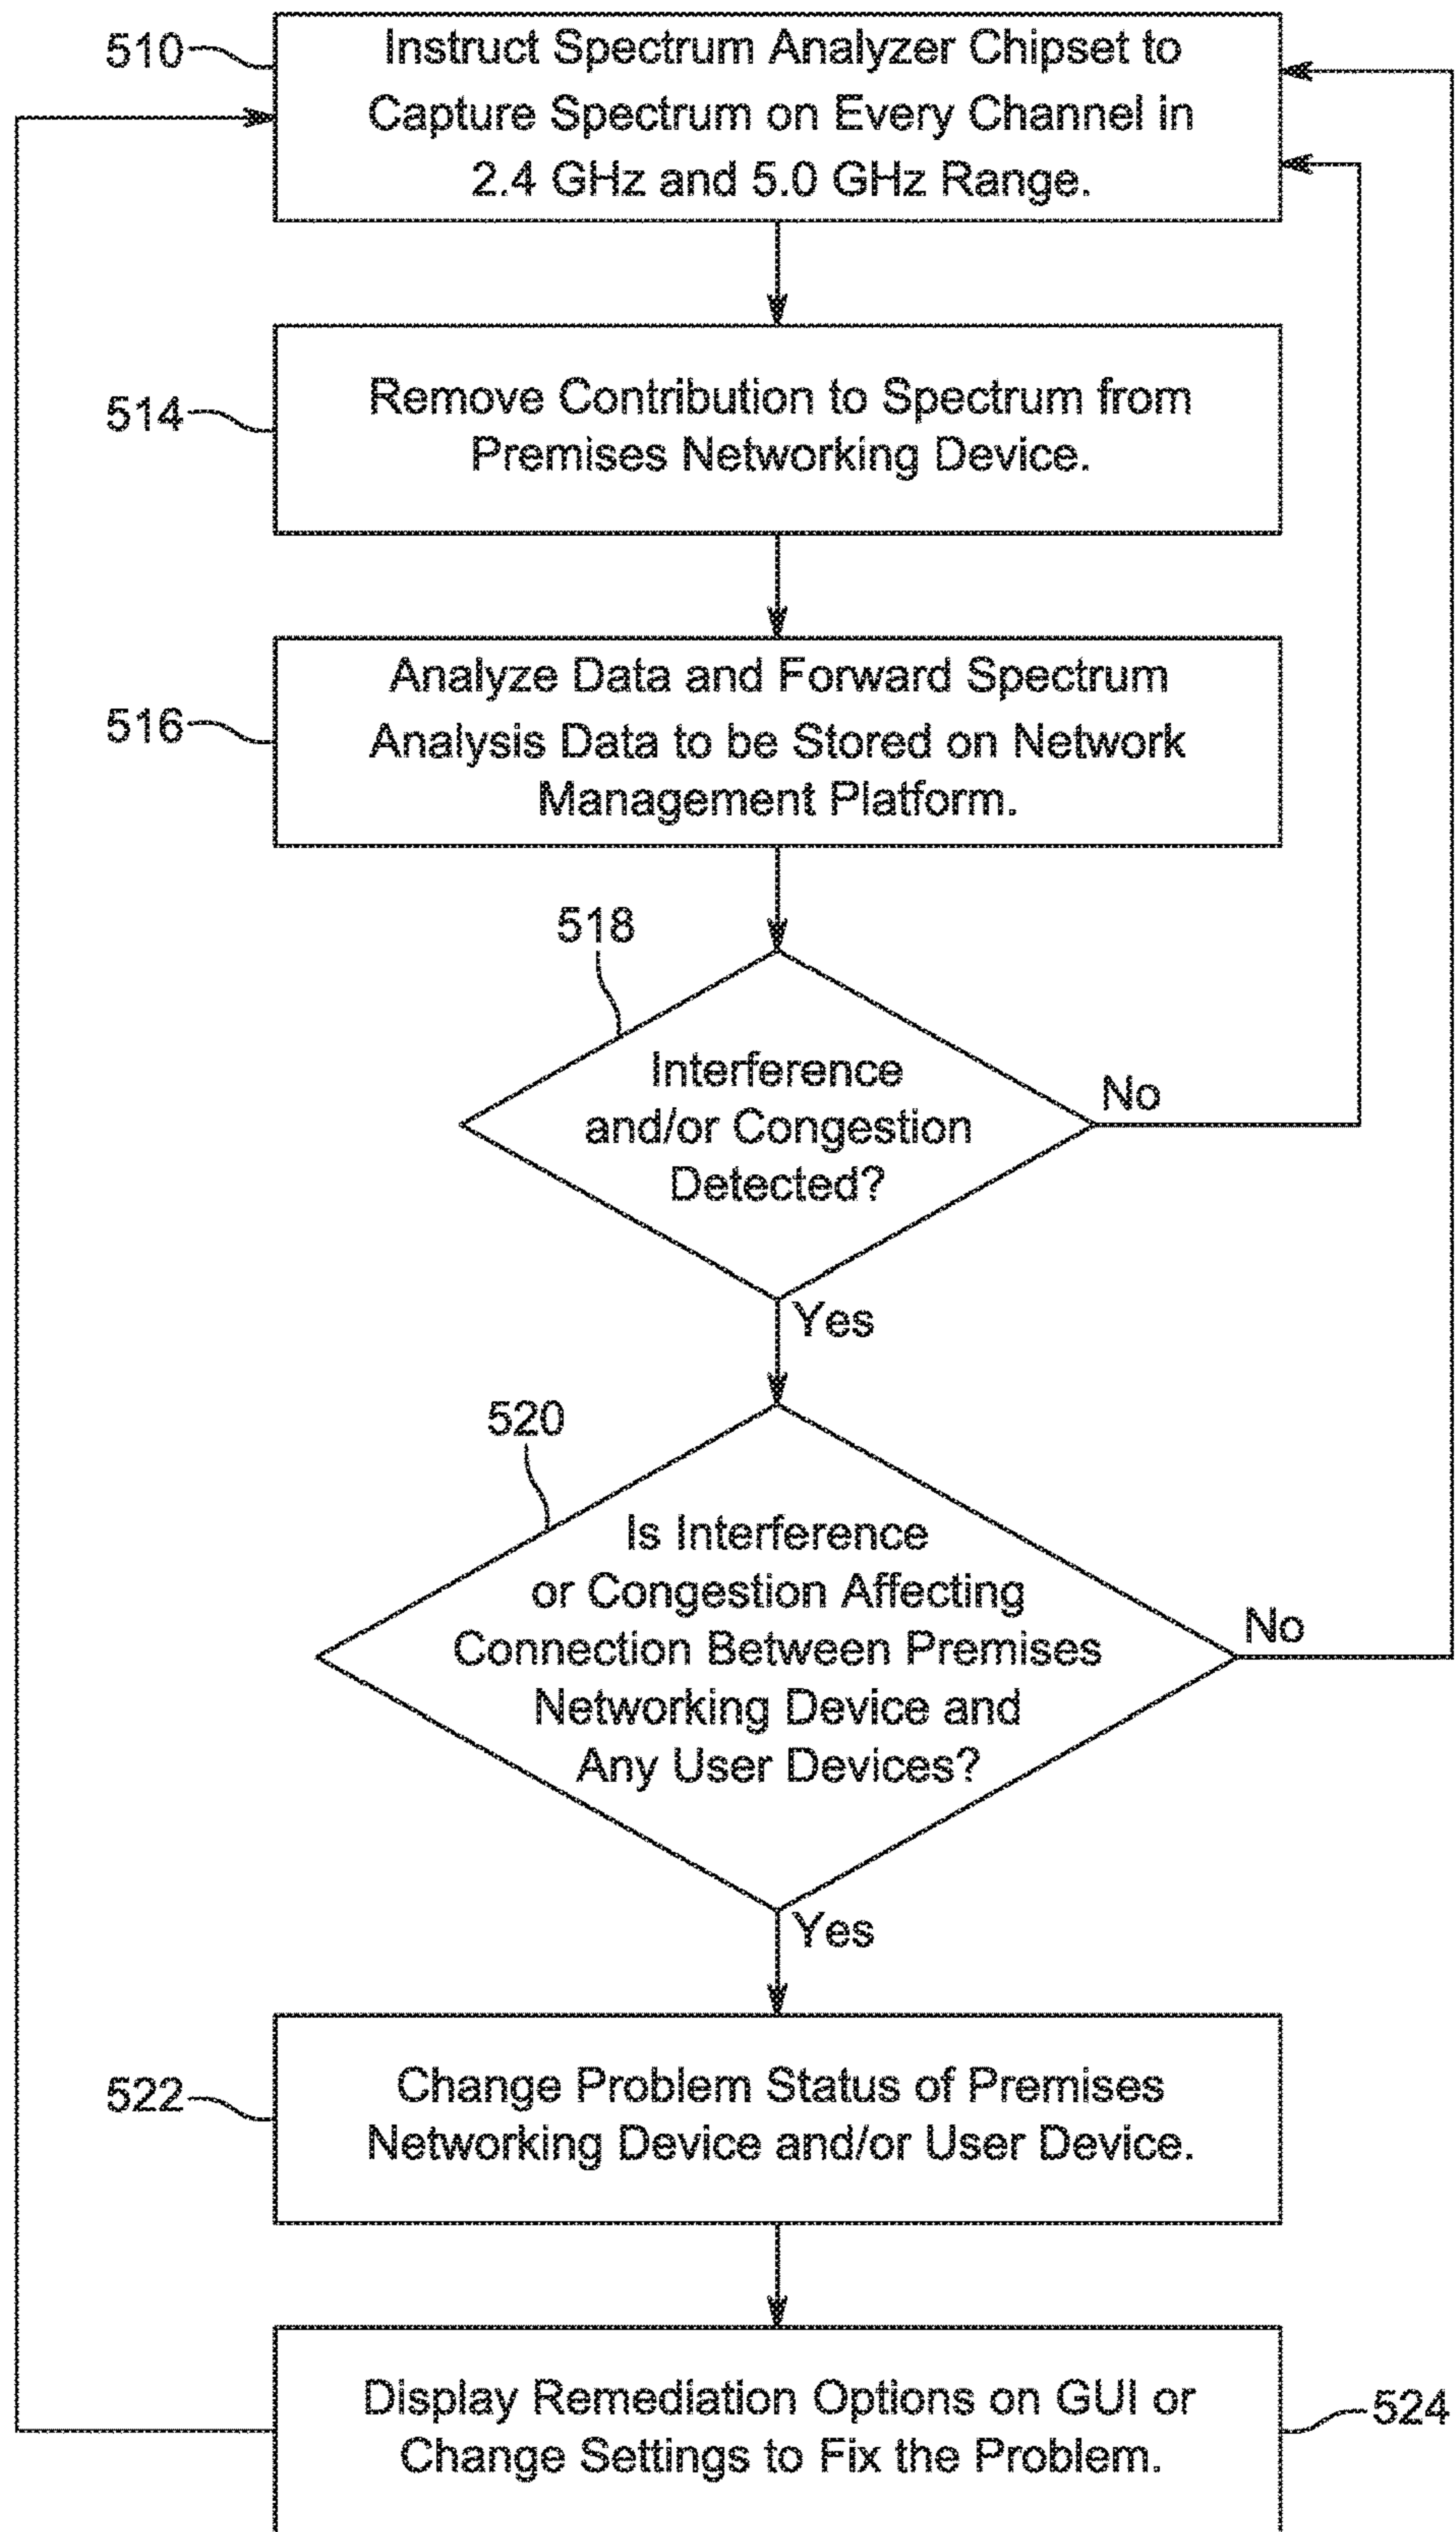 510
Instruct Spectrum Analyzer Chipset to
Capture Spectrum on Every Channel in
2.4 GHz and 5.0 GHz Range.
514
Remove Contribution to Spectrum from
Premises Networking Device.
516
Analyze Data and Forward Spectrum
Analysis Data to be Stored on Network
Management Platform.
518
Interference
and/or Congestion
Detected?
No
Yes
520
Is Interference
or Congestion Affecting
Connection Between Premises
Networking Device and
Any User Devices?
No
Yes
522
Change Problem Status of Premises
Networking Device and/or User Device.
Display Remediation Options on GUI or
Change Settings to Fix the Problem.
524